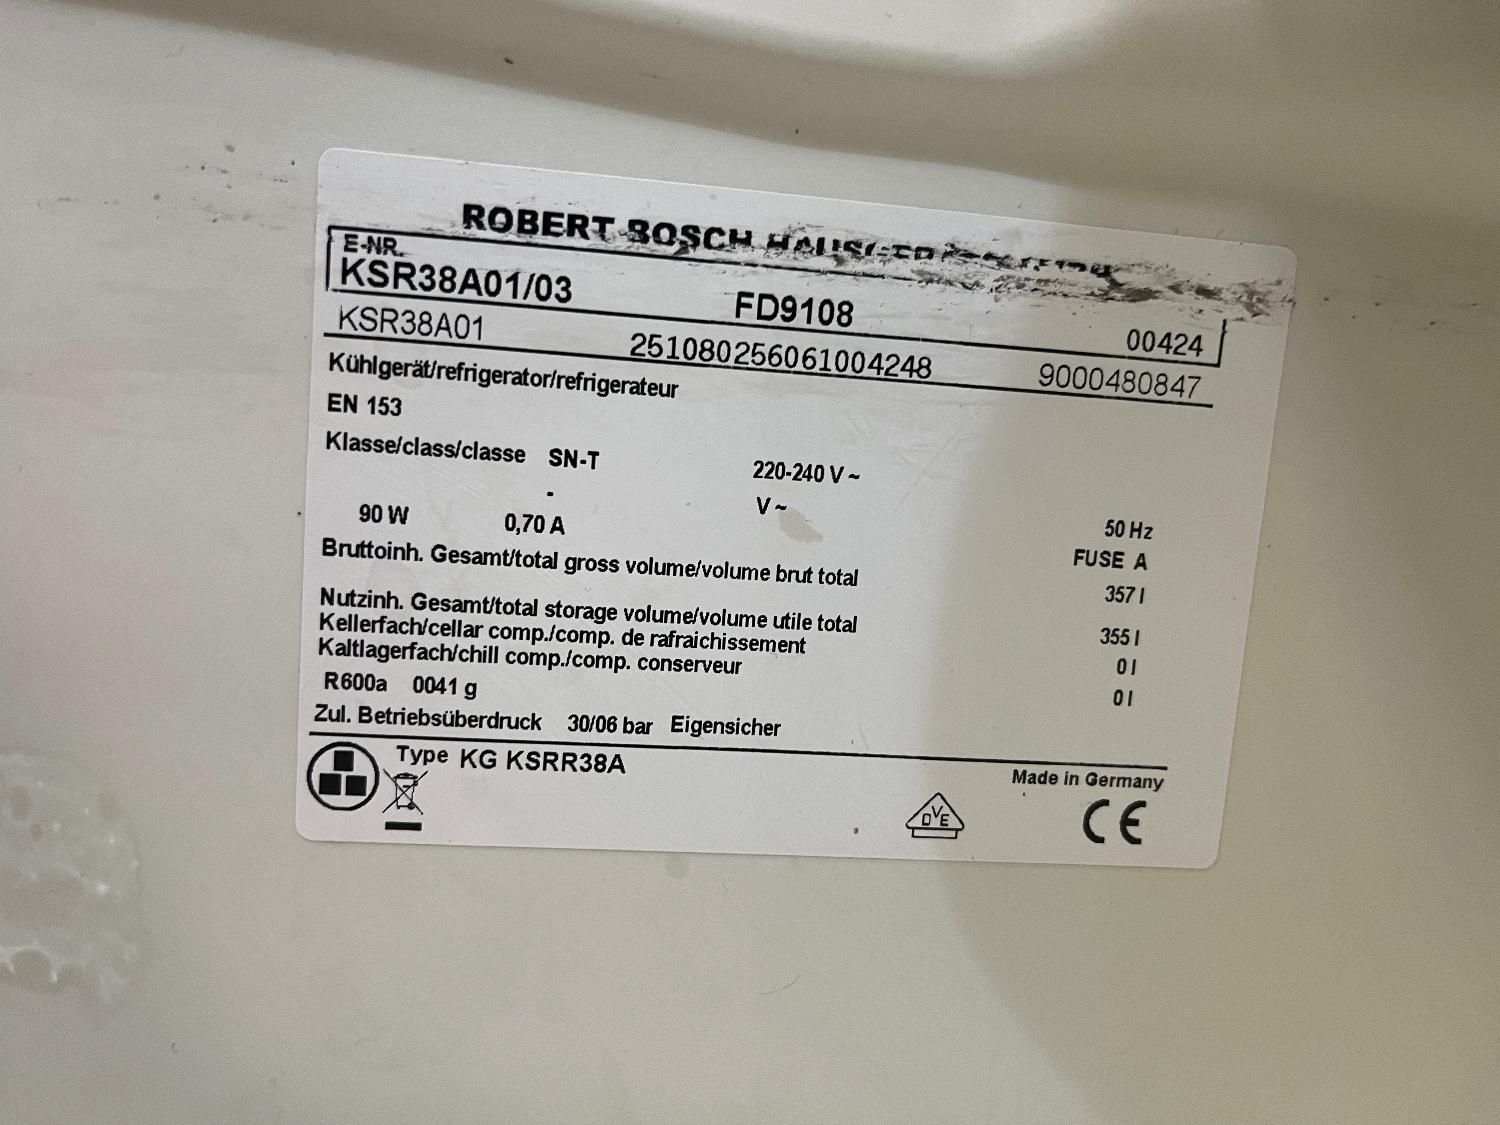 ROBERT BOSCH
E-NR.
KSR38A01/03 FD9108 00424
KSR38A01 251080256061004248 9000480847
Kühlgerät/refrigerator/refrigerateur
EN 153
Klasse/class/classe SN-T 220-240 V ~ 50 Hz
- V ~ FUSE A
90 W 0,70 A
Bruttoinh. Gesamt/total gross volume/volume brut total 357 l
Nutzinh. Gesamt/total storage volume/volume utile total 355 l
Kellerfach/cellar comp./comp. de rafraichissement 0 l
Kaltlagerfach/chill comp./comp. conserveur 0 l
R600a 0041 g
Zul. Betriebsüberdruck 30/06 bar Eigensicher
Type KG KSRR38A Made in Germany
DVE CE